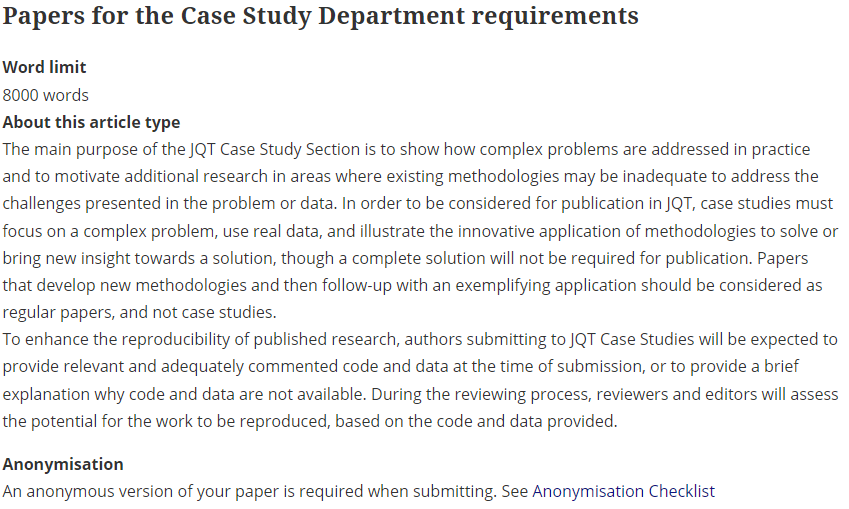 Papers for the Case Study Department requirements
Word limit
8000 words
About this article type
The main purpose of the JQT Case Study Section is to show how complex problems are addressed in practice
and to motivate additional research in areas where existing methodologies may be inadequate to address the
challenges presented in the problem or data. In order to be considered for publication in JQT, case studies must
focus on a complex problem, use real data, and illustrate the innovative application of methodologies to solve or
bring new insight towards a solution, though a complete solution will not be required for publication. Papers
that develop new methodologies and then follow-up with an exemplifying application should be considered as
regular papers, and not case studies.
To enhance the reproducibility of published research, authors submitting to JQT Case Studies will be expected to
provide relevant and adequately commented code and data at the time of submission, or to provide a brief
explanation why code and data are not available. During the reviewing process, reviewers and editors will assess
the potential for the work to be reproduced, based on the code and data provided.
Anonymisation
An anonymous version of your paper is required when submitting. See Anonymisation Checklist